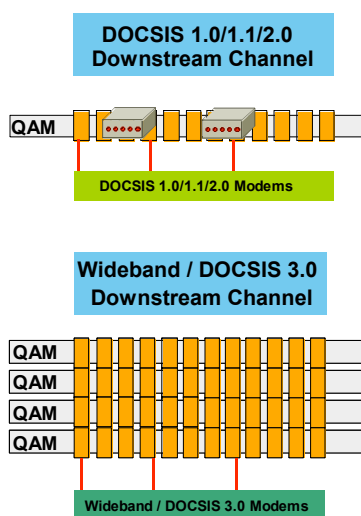 DOCSIS 1.0/1.1/2.0
Downstream Channel
QAM
DOCSIS 1.0/1.1/2.0 Modems
Wideband / DOCSIS 3.0
Downstream Channel
QAM
QAM
QAM
QAM
Wideband / DOCSIS 3.0 Modems